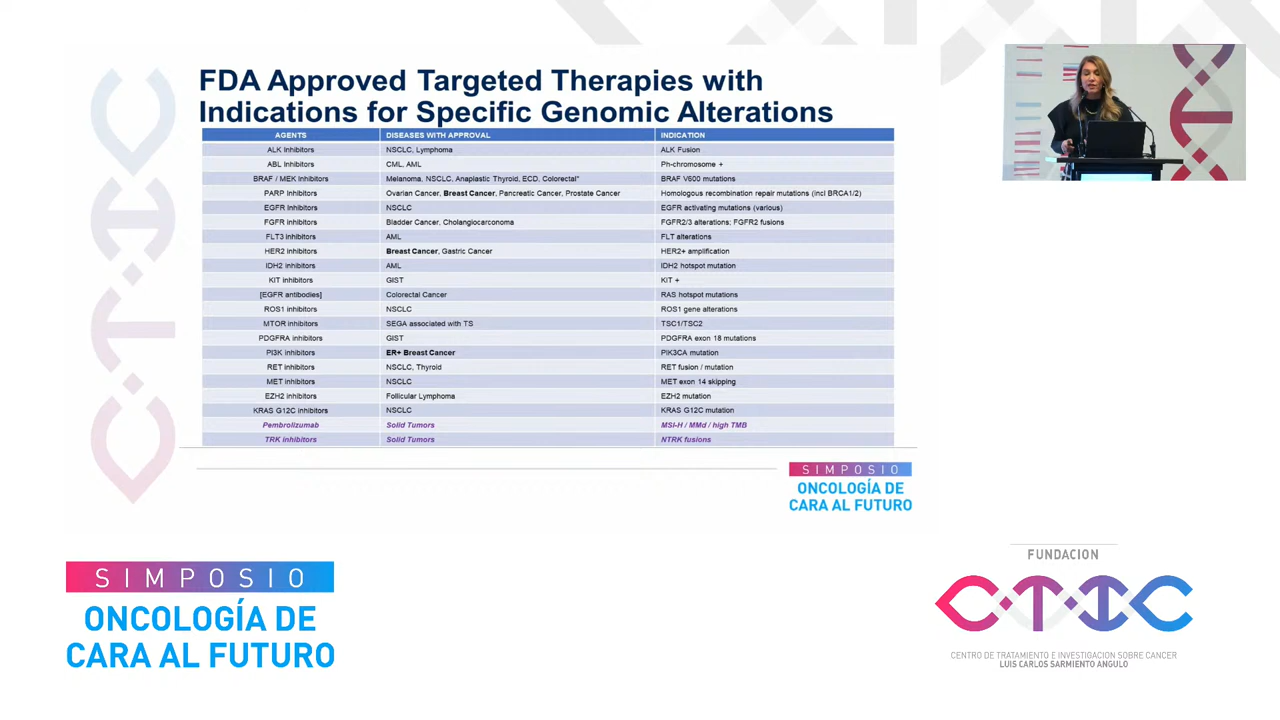 FDA Approved Targeted Therapies with
Indications for Specific Genomic Alterations
AGENTS DISEASES WITH APPROVAL INDICATION
ALK Inhibitors NSCLC, Lymphoma ALK Fusion
ABL Inhibitors CML, AML Ph-chromosome +
BRAF / MEK Inhibitors Melanoma, NSCLC, Anaplastic Thyroid, ECD, Colorectal* BRAF V600 mutations
PARP Inhibitors Ovarian Cancer, Breast Cancer, Pancreatic Cancer, Prostate Cancer Homologous recombination repair mutations (incl BRCA1/2)
EGFR Inhibitors NSCLC EGFR activating mutations (various)
FGFR inhibitors Bladder Cancer, Cholangiocarconoma FGFR2/3 alterations; FGFR2 fusions
FLT3 inhibitors AML FLT alterations
HER2 Inhibitors Breast Cancer, Gastric Cancer HER2+ amplification
IDH2 inhibitors AML IDH2 hotspot mutation
KIT inhibitors GIST KIT +
[EGFR antibodies] Colorectal Cancer RAS hotspot mutations
ROS1 inhibitors NSCLC ROS1 gene alterations
MTOR inhibitors SEGA associated with TS TSC1/TSC2
PDGFRA inhibitors GIST PDGFRA exon 18 mutations
PI3K inhibitors ER+ Breast Cancer PIK3CA mutation
RET inhibitors NSCLC, Thyroid RET fusion / mutation
MET inhibitors NSCLC MET exon 14 skipping
EZH2 inhibitors Follicular Lymphoma EZH2 mutation
KRAS G12C inhibitors NSCLC KRAS G12C mutation
Pembrolizumab Solid Tumors MSI-H / MMd / high TMB
TRK inhibitors Solid Tumors NTRK fusions
SIMPOSIO
ONCOLOGÍA DE
CARA AL FUTURO
SIMPOSIO
ONCOLOGÍA DE
CARA AL FUTURO
FUNDACION
CTIC
CENTRO DE TRATAMIENTO E INVESTIGACION SOBRE CANCER
LUIS CARLOS SARMIENTO ANGULO
C·T·I·C